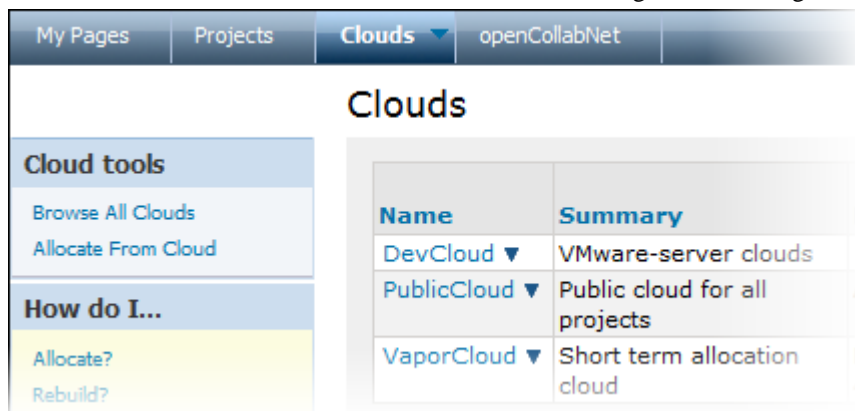 My Pages Projects Clouds openCollabNet
Clouds
Cloud tools
Browse All Clouds
Allocate From Cloud
How do I...
Allocate?
Rebuild?
Name Summary
DevCloud VMware-server clouds
PublicCloud Public cloud for all
projects
VaporCloud Short term allocation
cloud